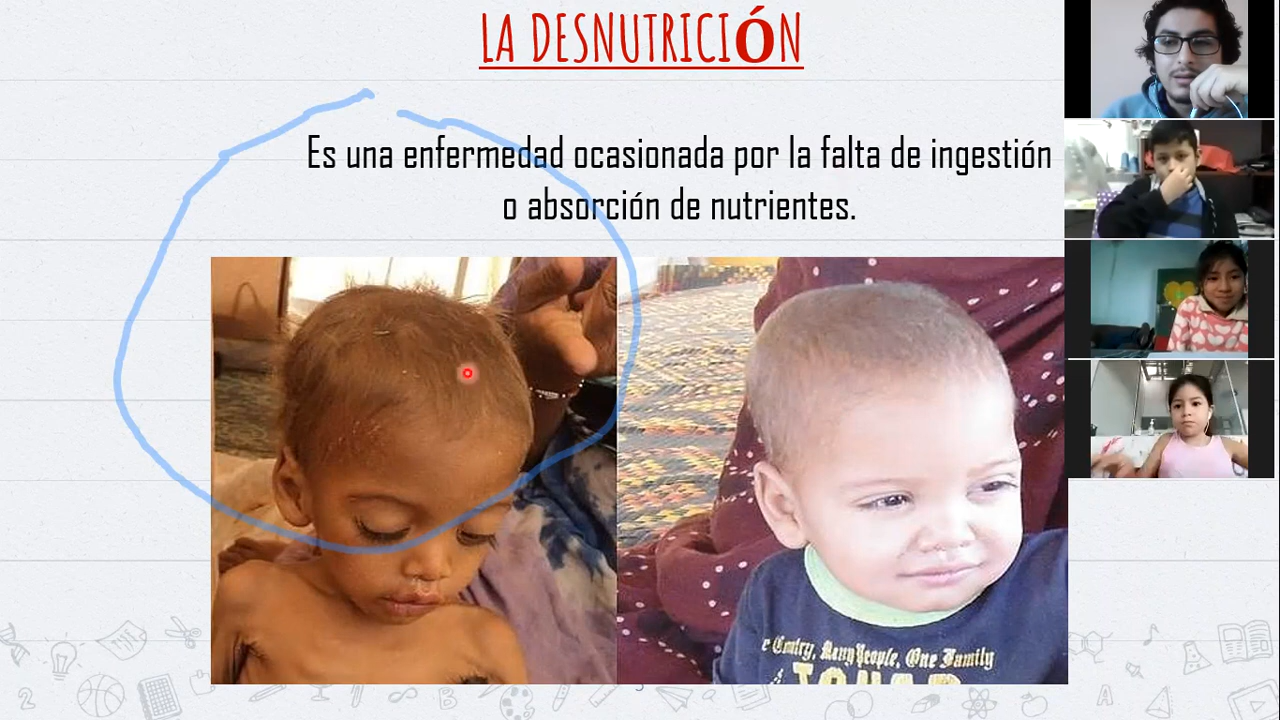 LA DESNUTRICIÓN
Es una enfermedad ocasionada por la falta de ingestión
o absorción de nutrientes.
e Country, Many People, One Family